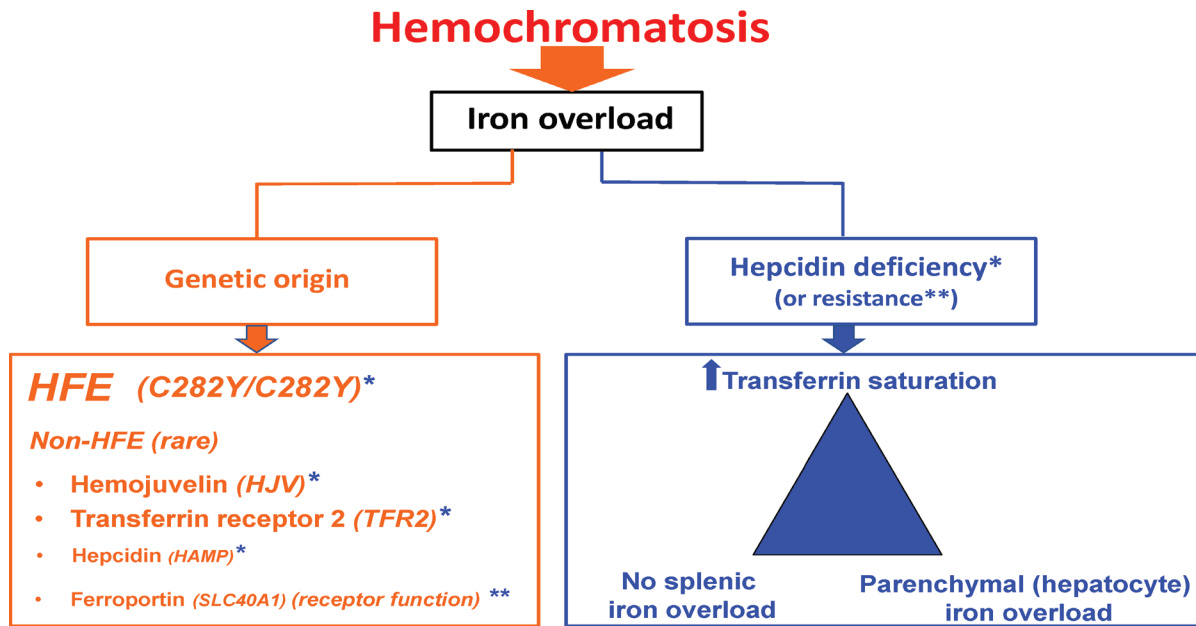 Hemochromatosis
Iron overload
Genetic origin
Hepcidin deficiency*
(or resistance**)
HFE (C282Y/C282Y)*
Non-HFE (rare)
• Hemojuvelin (HJV)*
• Transferrin receptor 2 (TFR2)*
• Hepcidin (HAMP)*
• Ferroportin (SLC40A1) (receptor function) **
Transferrin saturation
No splenic
iron overload
Parenchymal (hepatocyte)
iron overload